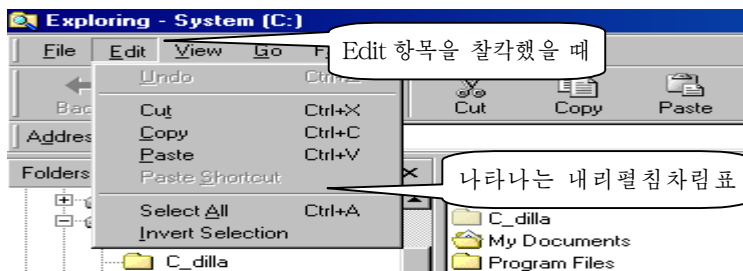 Exploring - System (C:)
File Edit View Go
Edit 항목을 찰칵했을 때
Undo
Cut Copy Paste
Cut Ctrl+X
Copy Ctrl+C
Paste Ctrl+V
Paste Shortcut
Select All Ctrl+A
Invert Selection
Folders
나타나는 내리펼침차림표
C_dilla
C_dilla
My Documents
Program Files